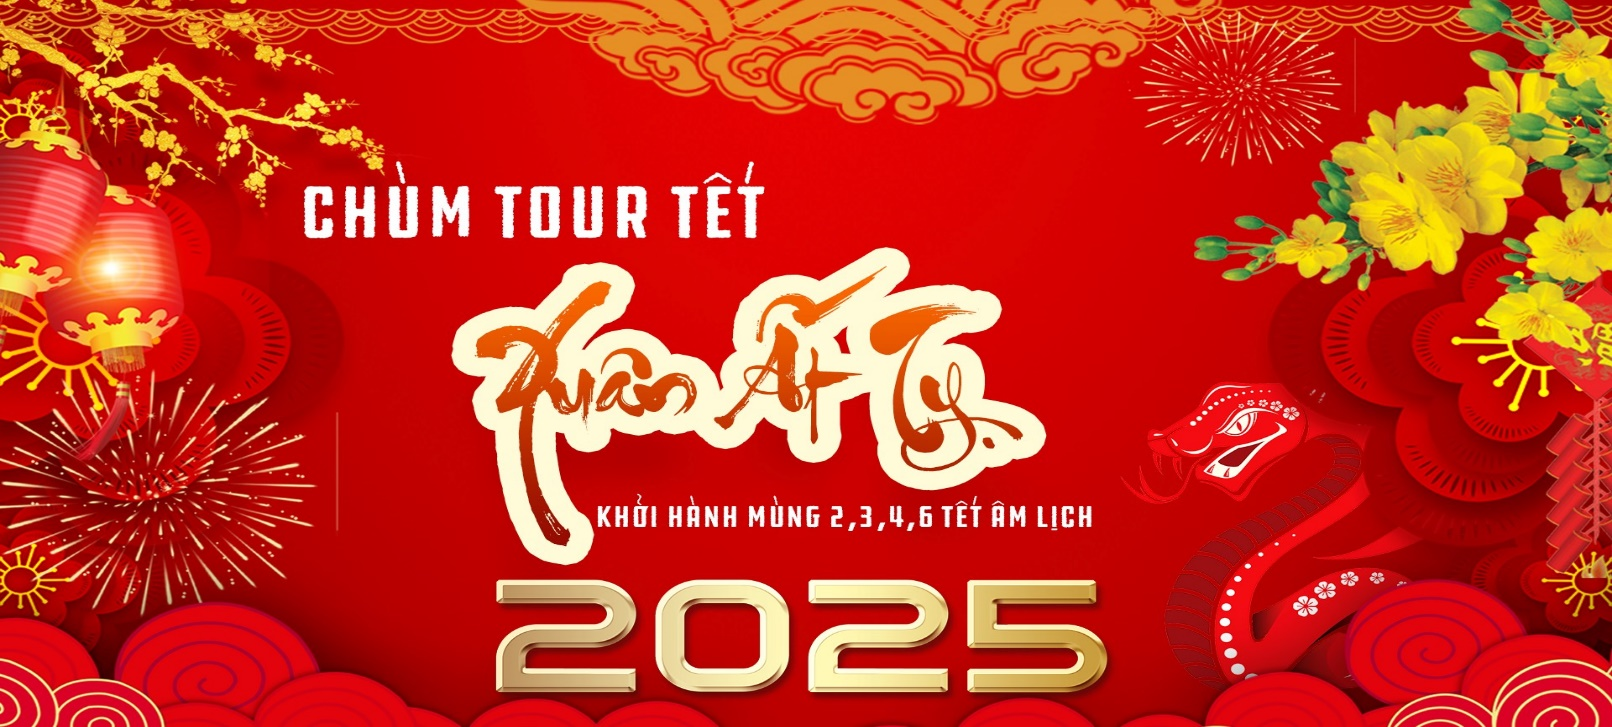 CHÙM TOUR TẾT
Xuân Ất Tỵ
KHỞI HÀNH MÙNG 2,3,4,6 TẾT ÂM LỊCH
2025